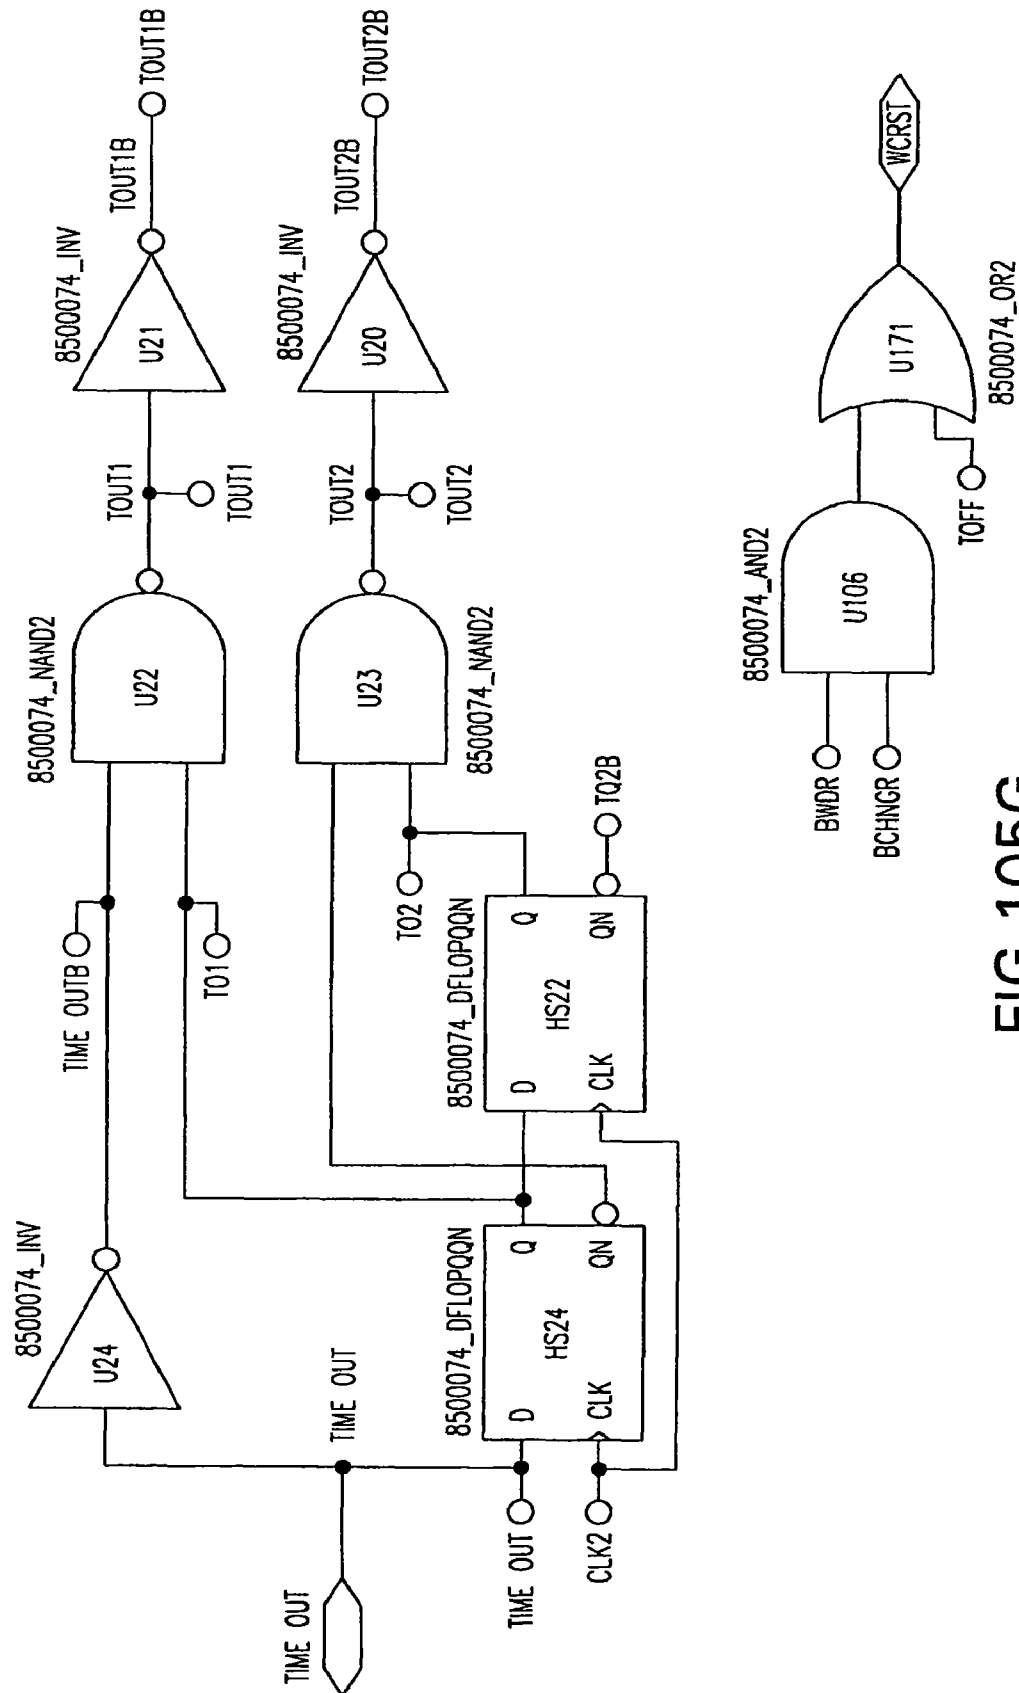 8500074_INV
U24
TIME OUTB
TO1
8500074_NAND2
U22
TOUT1
TOUT1
8500074_INV
U21
TOUT1B
TOUT1B
TIME OUT
TIME OUT
8500074_NAND2
U23
TOUT2
TOUT2
8500074_INV
U20
TOUT2B
TOUT2B
TO2
TIME OUT
CLK2
8500074_DFLOPQQN
D
Q
HS24
CLK
QN
8500074_DFLOPQQN
D
Q
HS22
CLK
QN
TQ2B
BWDR
BCHNGR
8500074_AND2
U106
TOFF
U171
8500074_OR2
WCRST
FIG 105G